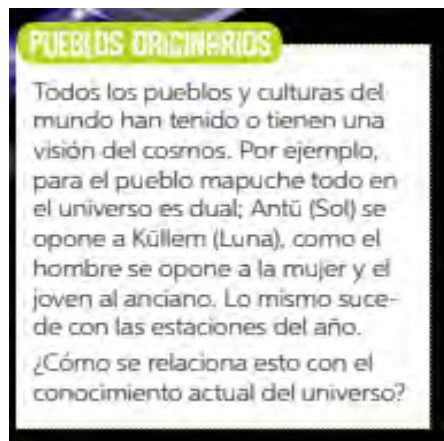 PUEBLOS ORIGINARIOS
Todos los pueblos y culturas del
mundo han tenido o tienen una
visión del cosmos. Por ejemplo,
para el pueblo mapuche todo en
el universo es dual; Antü (Sol) se
opone a Küllem (Luna), como el
hombre se opone a la mujer y el
joven al anciano. Lo mismo suce-
de con las estaciones del año.
¿Cómo se relaciona esto con el
conocimiento actual del universo?